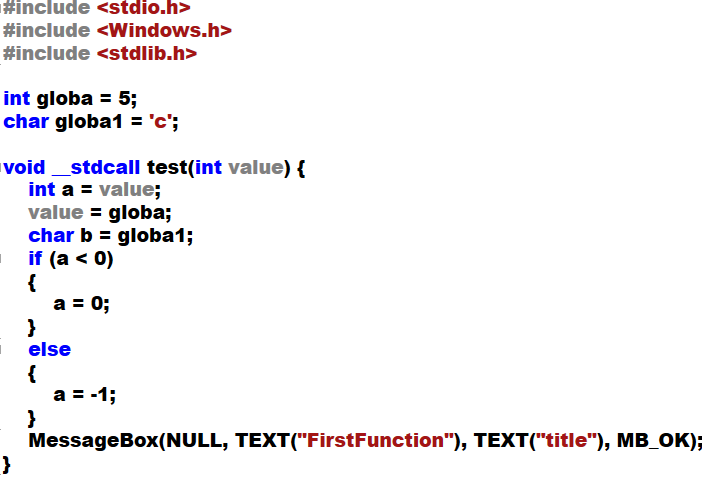 #include <stdio.h>
#include <Windows.h>
#include <stdlib.h>
int globa = 5;
char globa1 = 'c';
void __stdcall test(int value) {
int a = value;
value = globa;
char b = globa1;
if (a < 0)
{
a = 0;
}
else
{
a = -1;
}
MessageBox(NULL, TEXT("FirstFunction"), TEXT("title"), MB_OK);
}